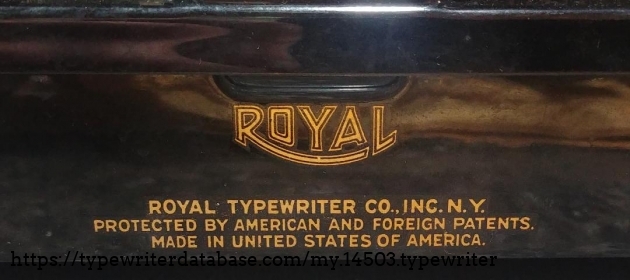 ROYAL
ROYAL TYPEWRITER CO., INC. N.Y.
PROTECTED BY AMERICAN AND FOREIGN PATENTS.
MADE IN UNITED STATES OF AMERICA.
https://typewriterdatabase.com/my.14503.typewriter